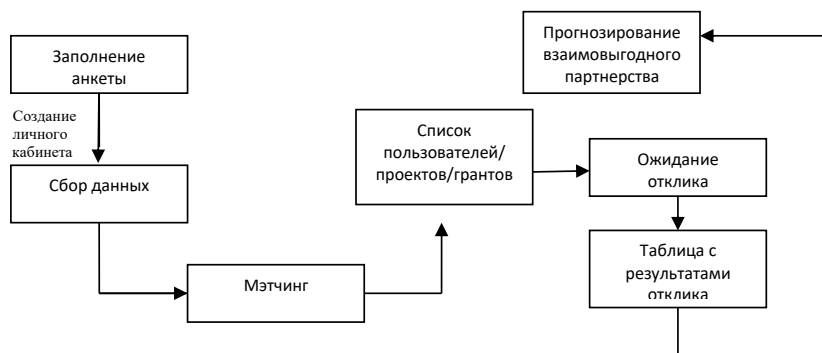 Заполнение
анкеты
Создание
личного
кабинета
Сбор данных
Мэтчинг
Список
пользователей/
проектов/грантов
Ожидание
отклика
Таблица с
результатами
отклика
Прогнозирование
взаимовыгодного
партнерства